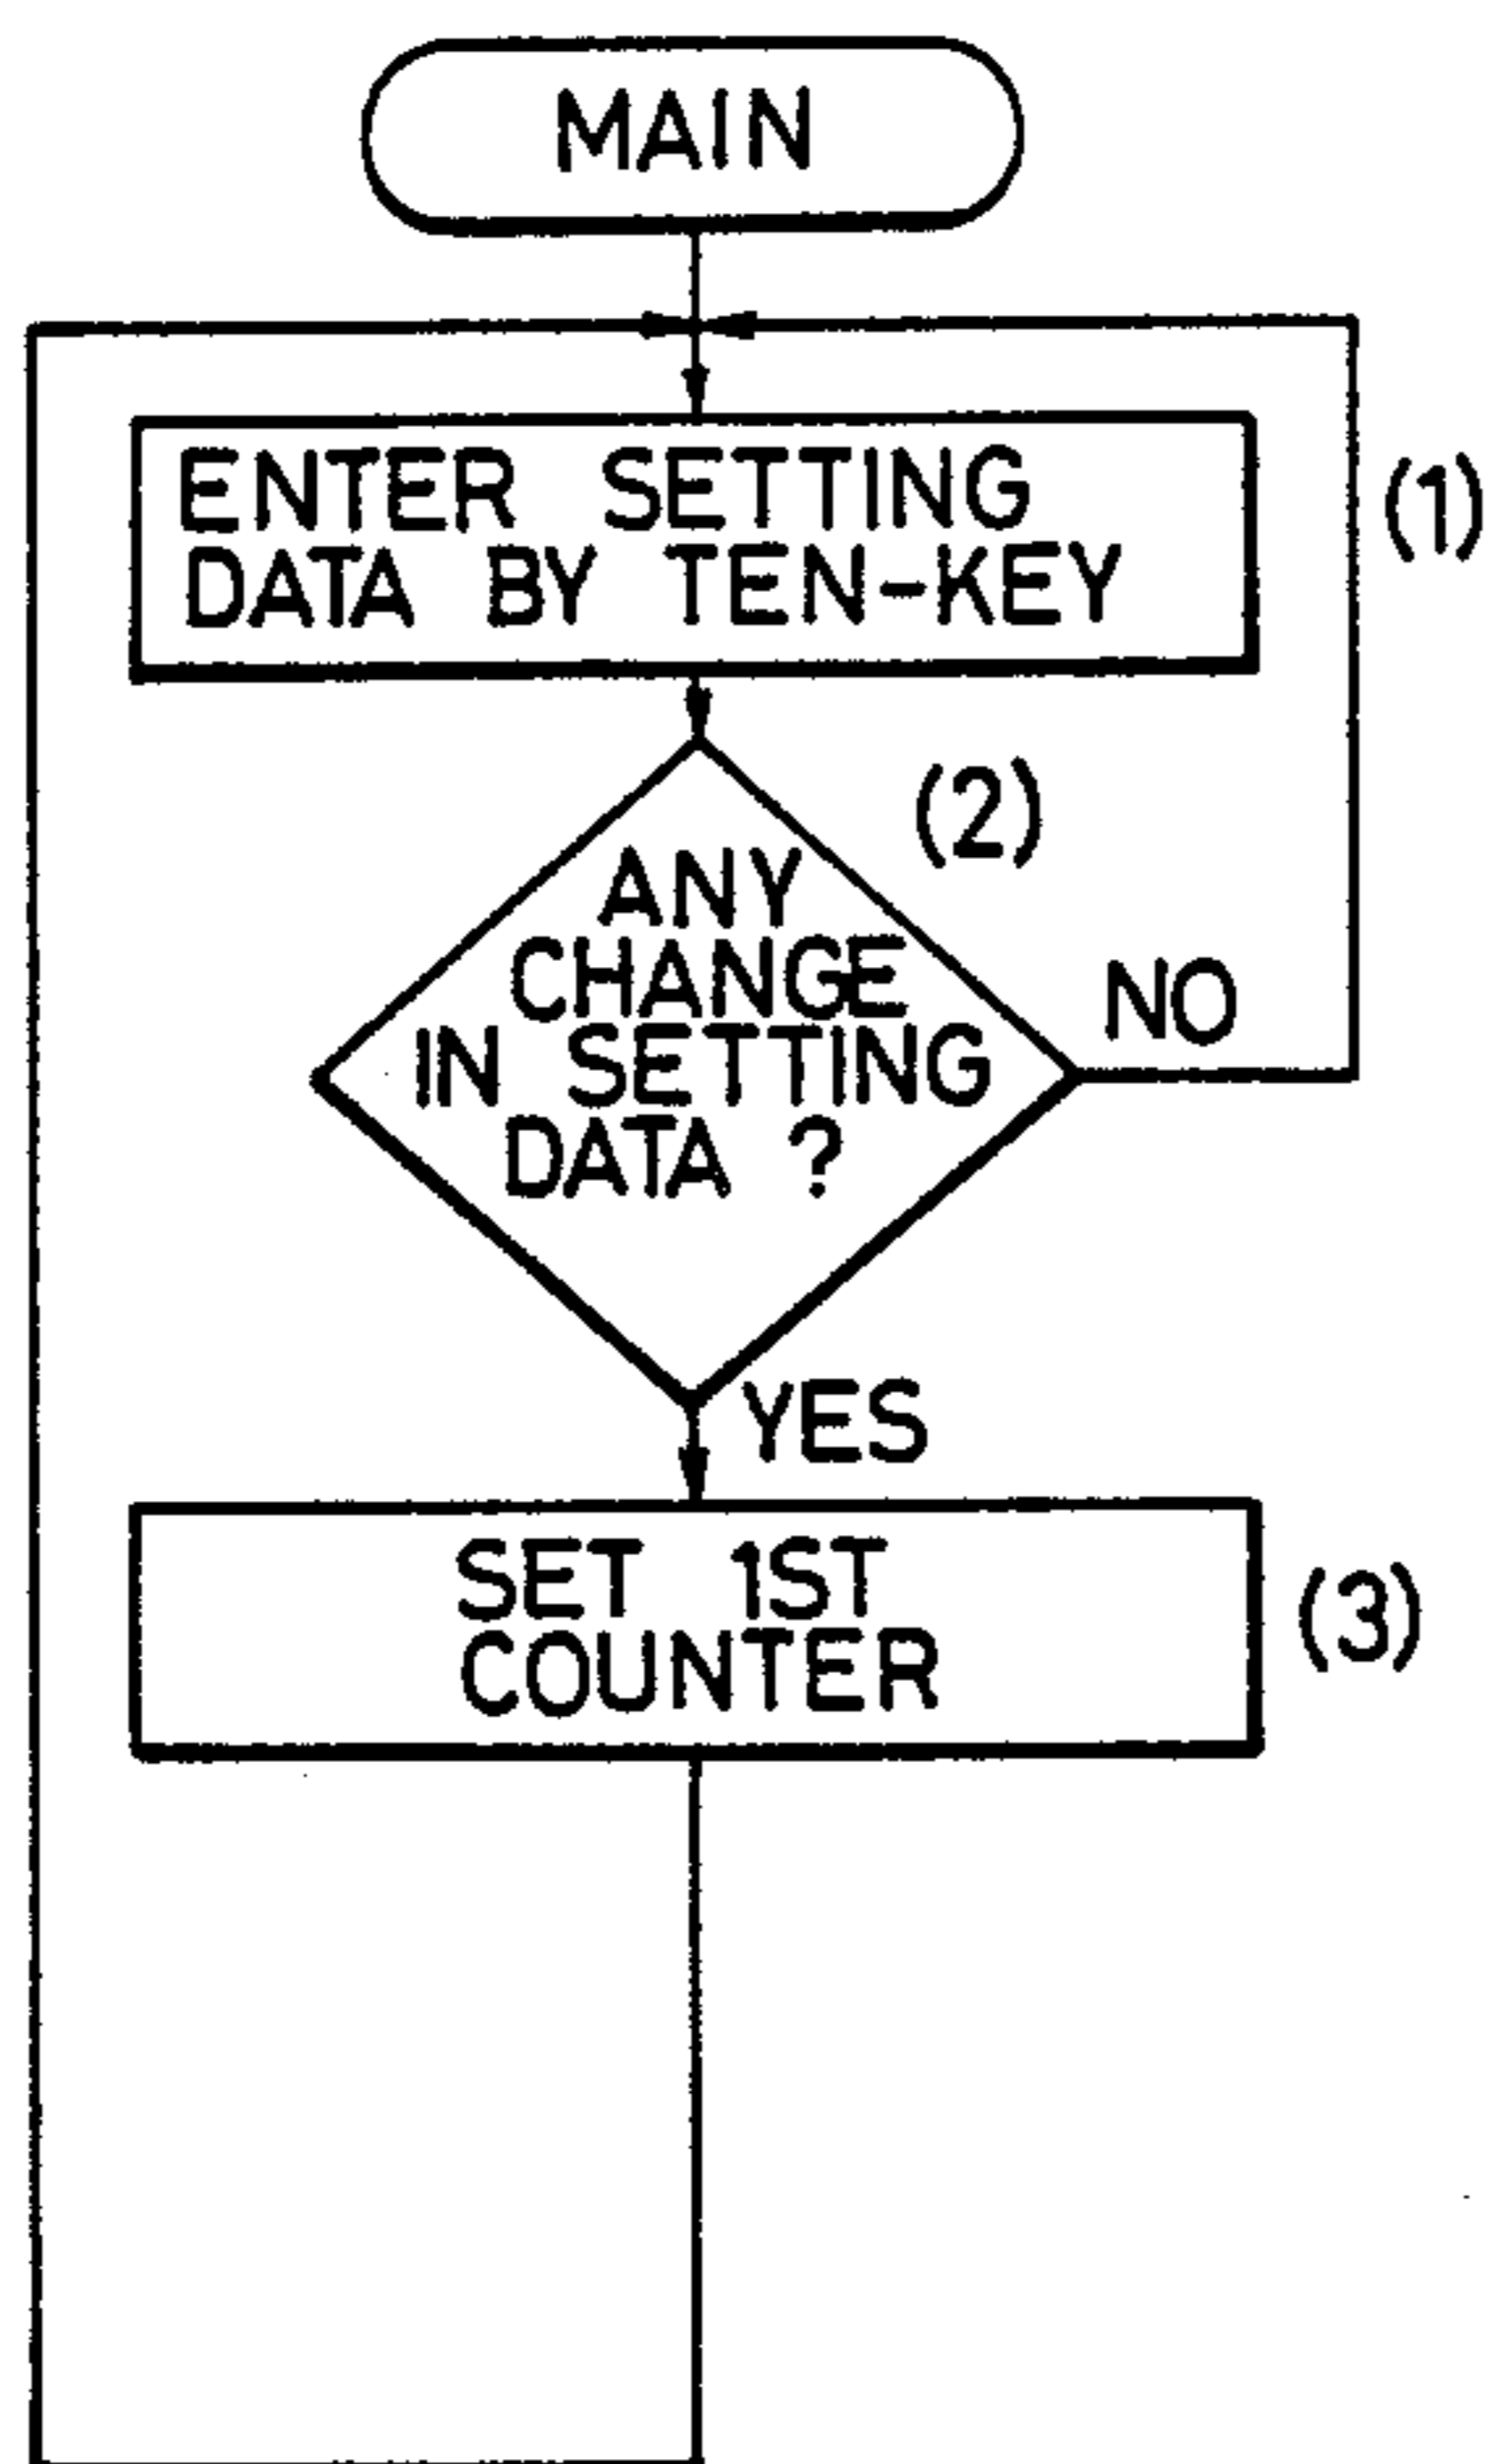 MAIN
ENTER SETTING
DATA BY TEN-KEY
(1)
(2)
ANY
CHANGE
IN SETTING
DATA ?
NO
YES
SET 1ST
COUNTER
(3)